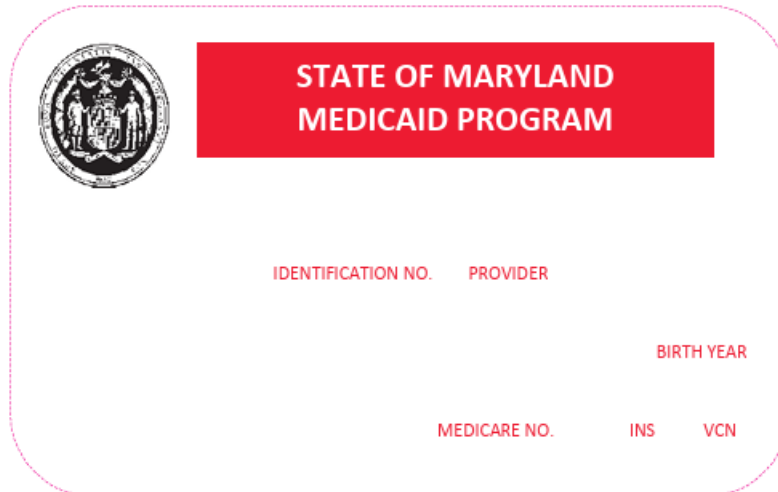 STATE OF MARYLAND
MEDICAID PROGRAM
IDENTIFICATION NO. PROVIDER
BIRTH YEAR
MEDICARE NO. INS VCN